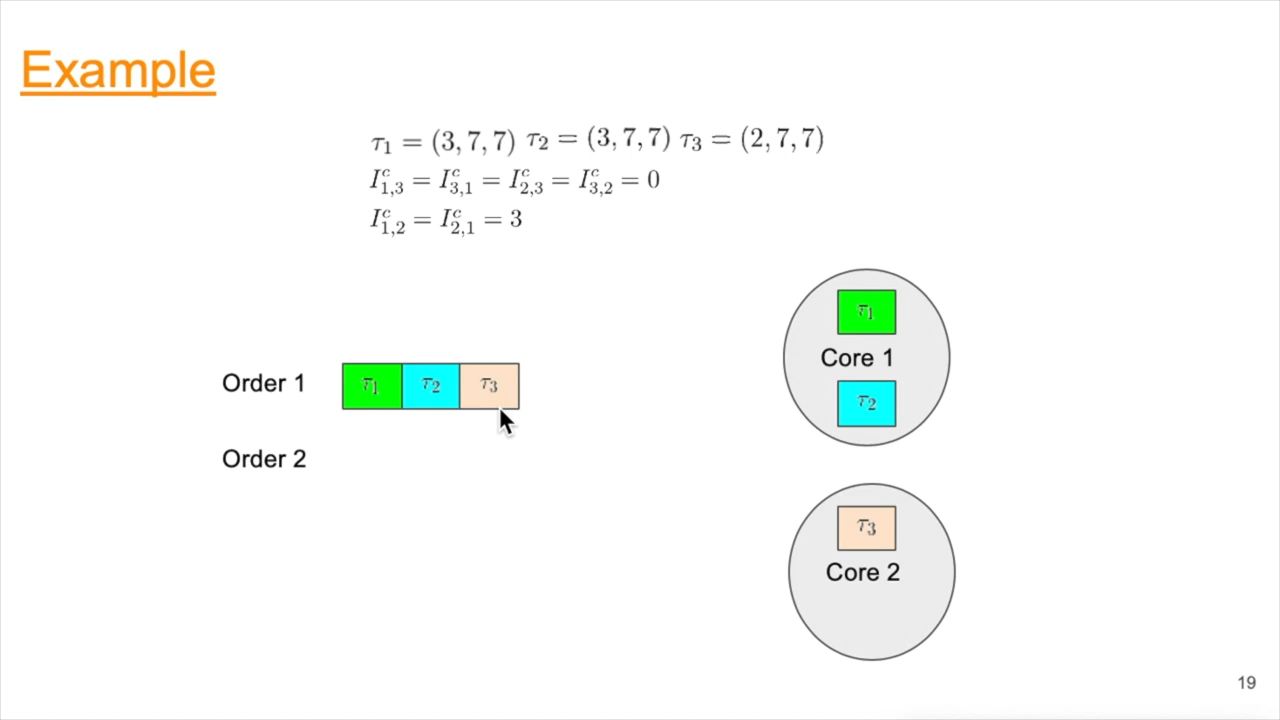 Example
τ₁ = (3, 7, 7) τ₂ = (3, 7, 7) τ₃ = (2, 7, 7)
I^c_{1,3} = I^c_{3,1} = I^c_{2,3} = I^c_{3,2} = 0
I^c_{1,2} = I^c_{2,1} = 3
Order 1 τ₁ τ₂ τ₃
Order 2
τ₁
Core 1
τ₂
τ₃
Core 2
19